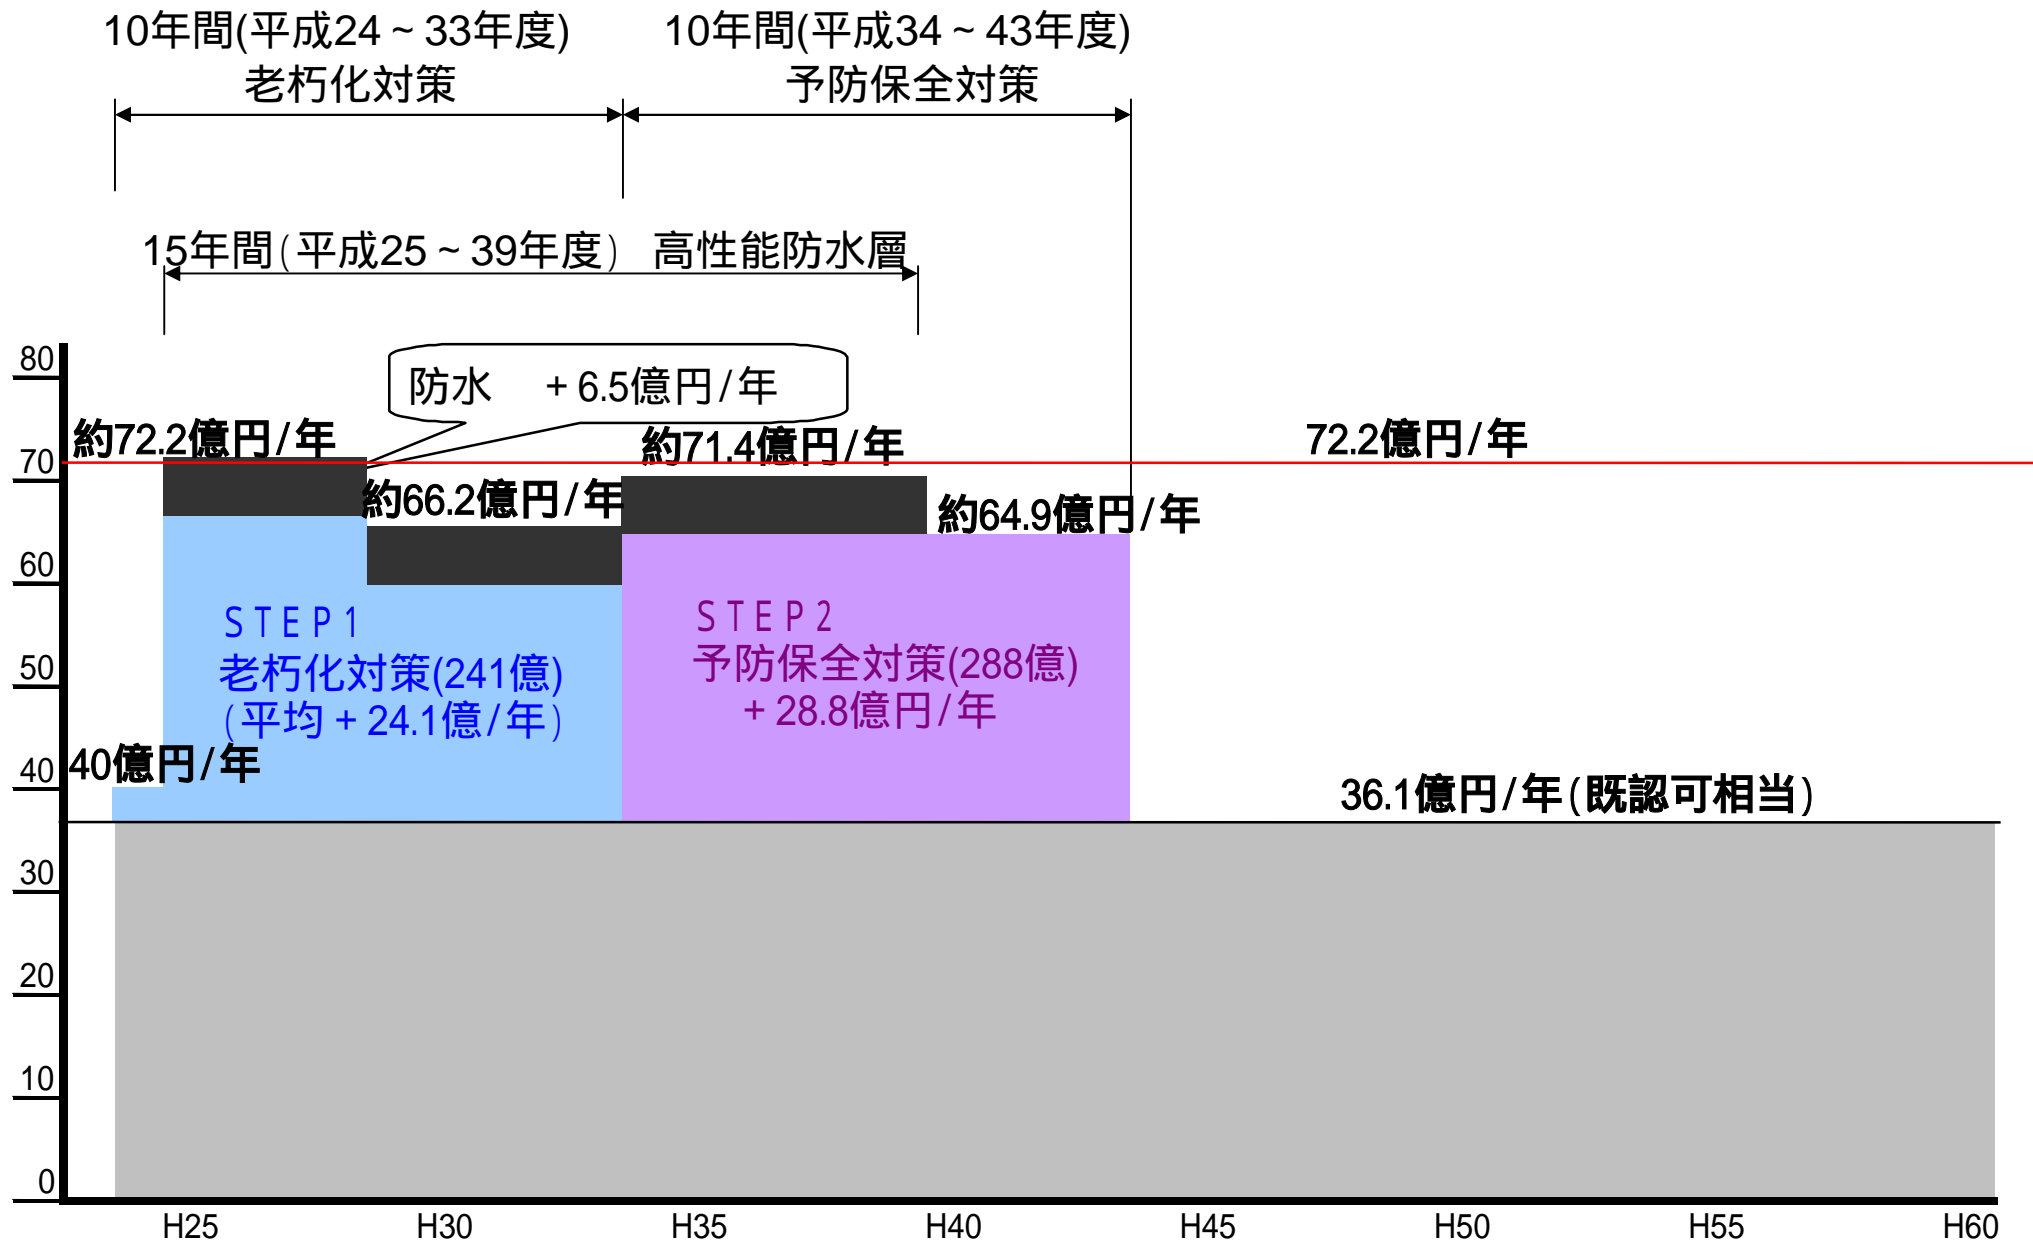 10年間(平成24～33年度)
老朽化対策
10年間(平成34～43年度)
予防保全対策
15年間(平成25～39年度) 高性能防水層
防水 +6.5億円/年
約72.2億円/年
約66.2億円/年
約71.4億円/年
約64.9億円/年
72.2億円/年
STEP1
老朽化対策(241億)
(平均+24.1億/年)
STEP2
予防保全対策(288億)
+28.8億円/年
40億円/年
36.1億円/年(既認可相当)
80
70
60
50
40
30
20
10
0
H25 H30 H35 H40 H45 H50 H55 H60